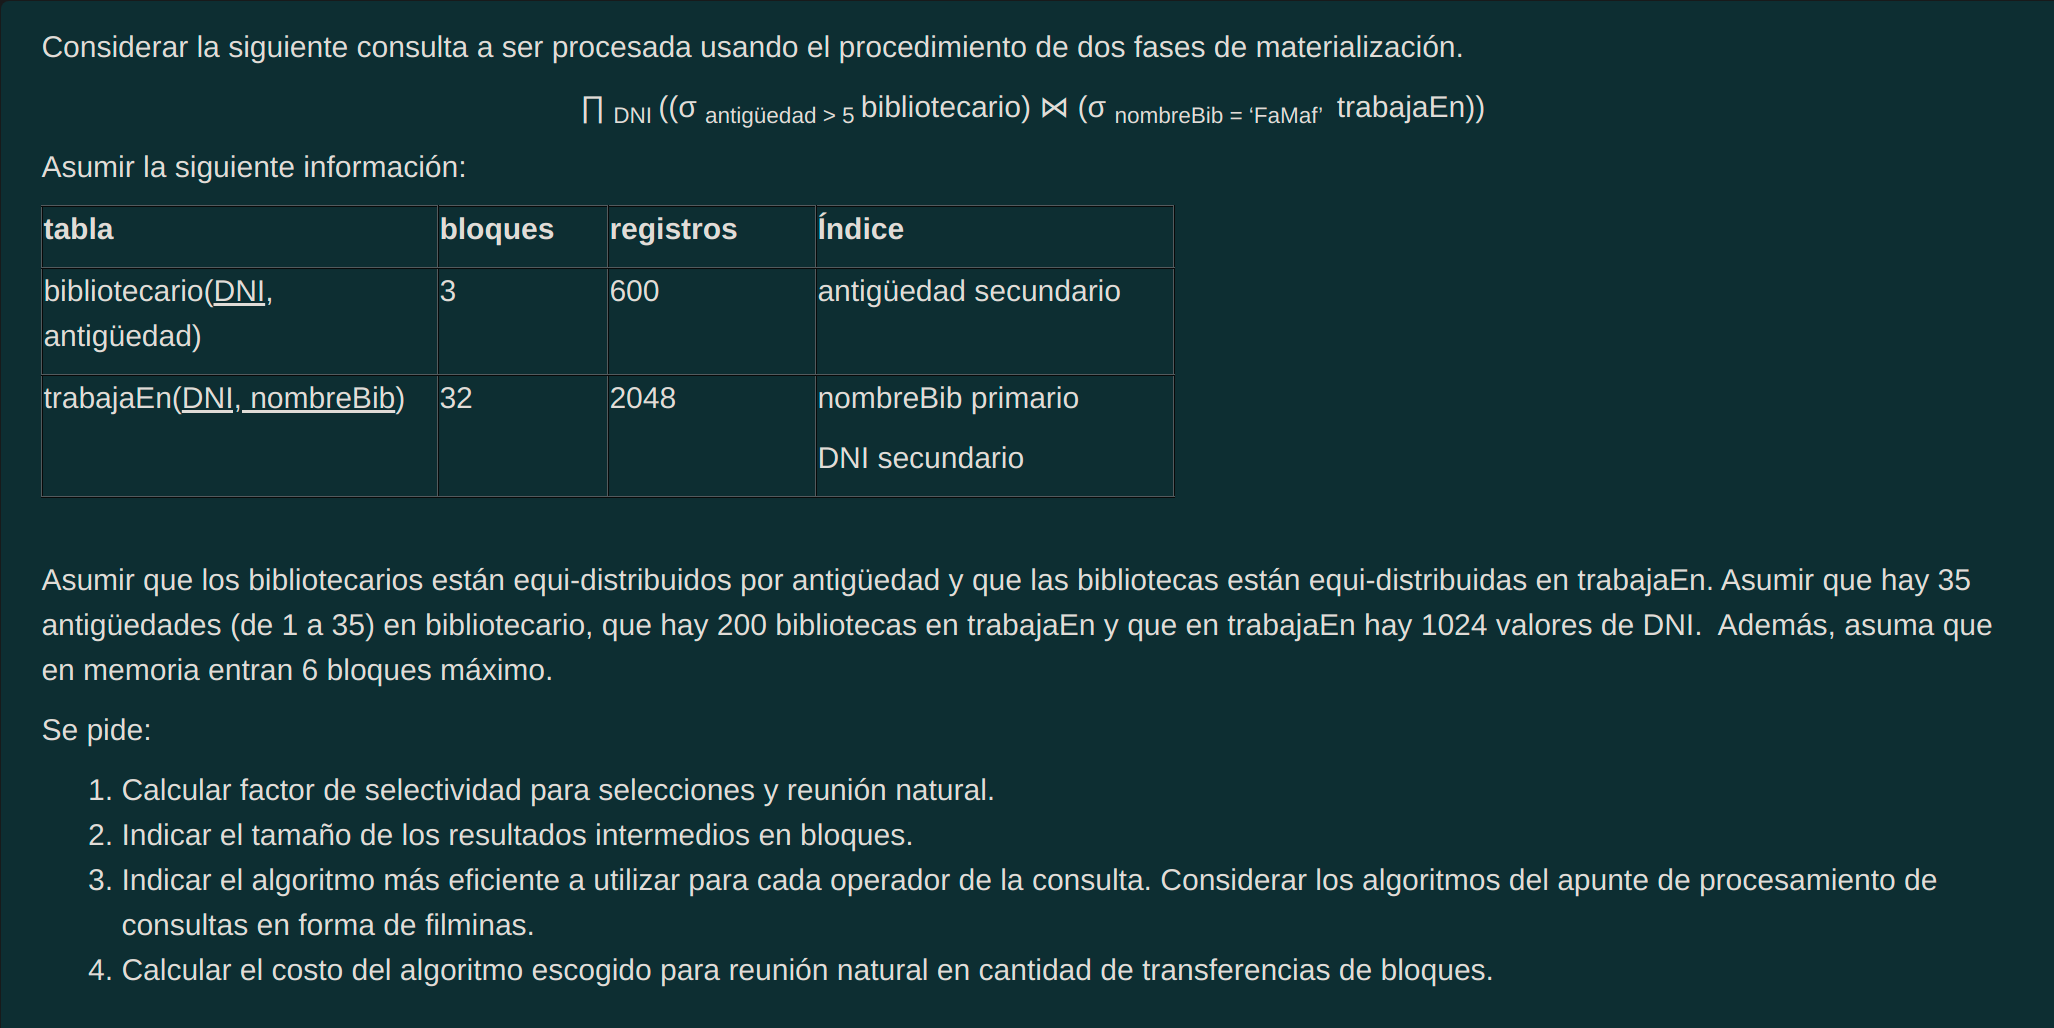 Considerar la siguiente consulta a ser procesada usando el procedimiento de dos fases de materialización.
∏ DNI ((σ antigüedad > 5 bibliotecario) ⋈ (σ nombreBib = ‘FaMaf’ trabajaEn))
Asumir la siguiente información:
tabla bloques registros Índice
bibliotecario(DNI, 3 600 antigüedad secundario
antigüedad)
trabajaEn(DNI, nombreBib) 32 2048 nombreBib primario
DNI secundario
Asumir que los bibliotecarios están equi-distribuidos por antigüedad y que las bibliotecas están equi-distribuidas en trabajaEn. Asumir que hay 35
antigüedades (de 1 a 35) en bibliotecario, que hay 200 bibliotecas en trabajaEn y que en trabajaEn hay 1024 valores de DNI. Además, asuma que
en memoria entran 6 bloques máximo.
Se pide:
1. Calcular factor de selectividad para selecciones y reunión natural.
2. Indicar el tamaño de los resultados intermedios en bloques.
3. Indicar el algoritmo más eficiente a utilizar para cada operador de la consulta. Considerar los algoritmos del apunte de procesamiento de
consultas en forma de filminas.
4. Calcular el costo del algoritmo escogido para reunión natural en cantidad de transferencias de bloques.